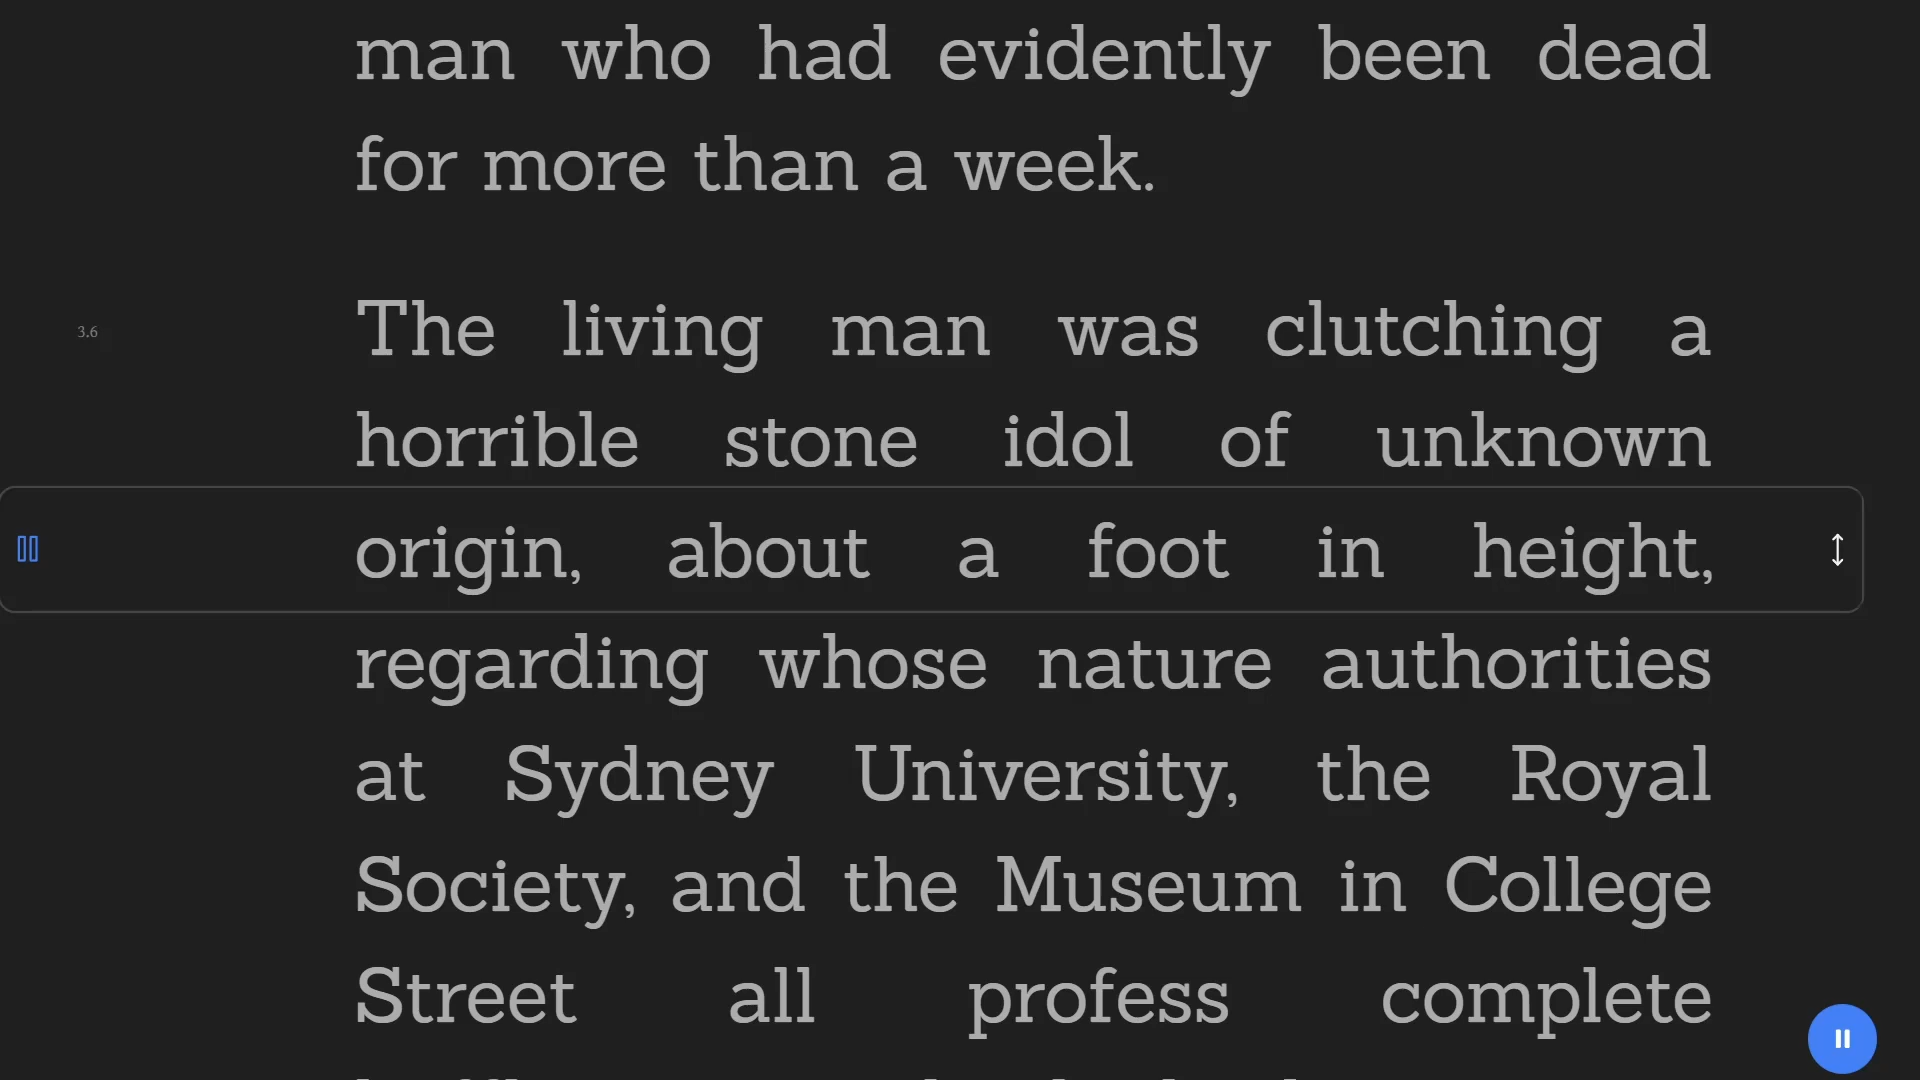 man who had evidently been dead
for more than a week.
3.6
The living man was clutching a
horrible stone idol of unknown
origin, about a foot in height,
regarding whose nature authorities
at Sydney University, the Royal
Society, and the Museum in College
Street all profess complete